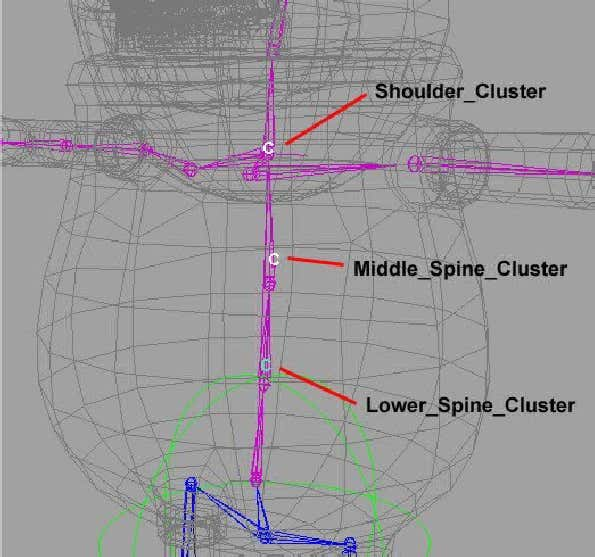 Shoulder_Cluster
C
C
Middle_Spine_Cluster
C
Lower_Spine_Cluster